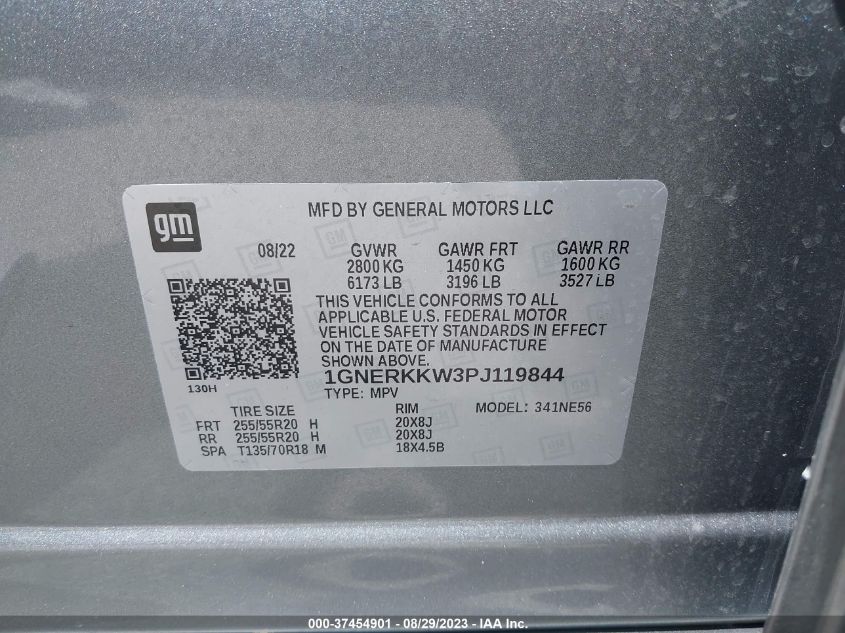 gm
MFD BY GENERAL MOTORS LLC
08/22 GVWR GAWR FRT GAWR RR
2800 KG 1450 KG 1600 KG
6173 LB 3196 LB 3527 LB
THIS VEHICLE CONFORMS TO ALL
APPLICABLE U.S. FEDERAL MOTOR
VEHICLE SAFETY STANDARDS IN EFFECT
ON THE DATE OF MANUFACTURE
SHOWN ABOVE.
130H
1GNERKKW3PJ119844
TYPE: MPV
TIRE SIZE RIM MODEL: 341NE56
FRT 255/55R20 H 20X8J
RR 255/55R20 H 20X8J
SPA T135/70R18 M 18X4.5B
000-37454901 - 08/29/2023 - IAA Inc.